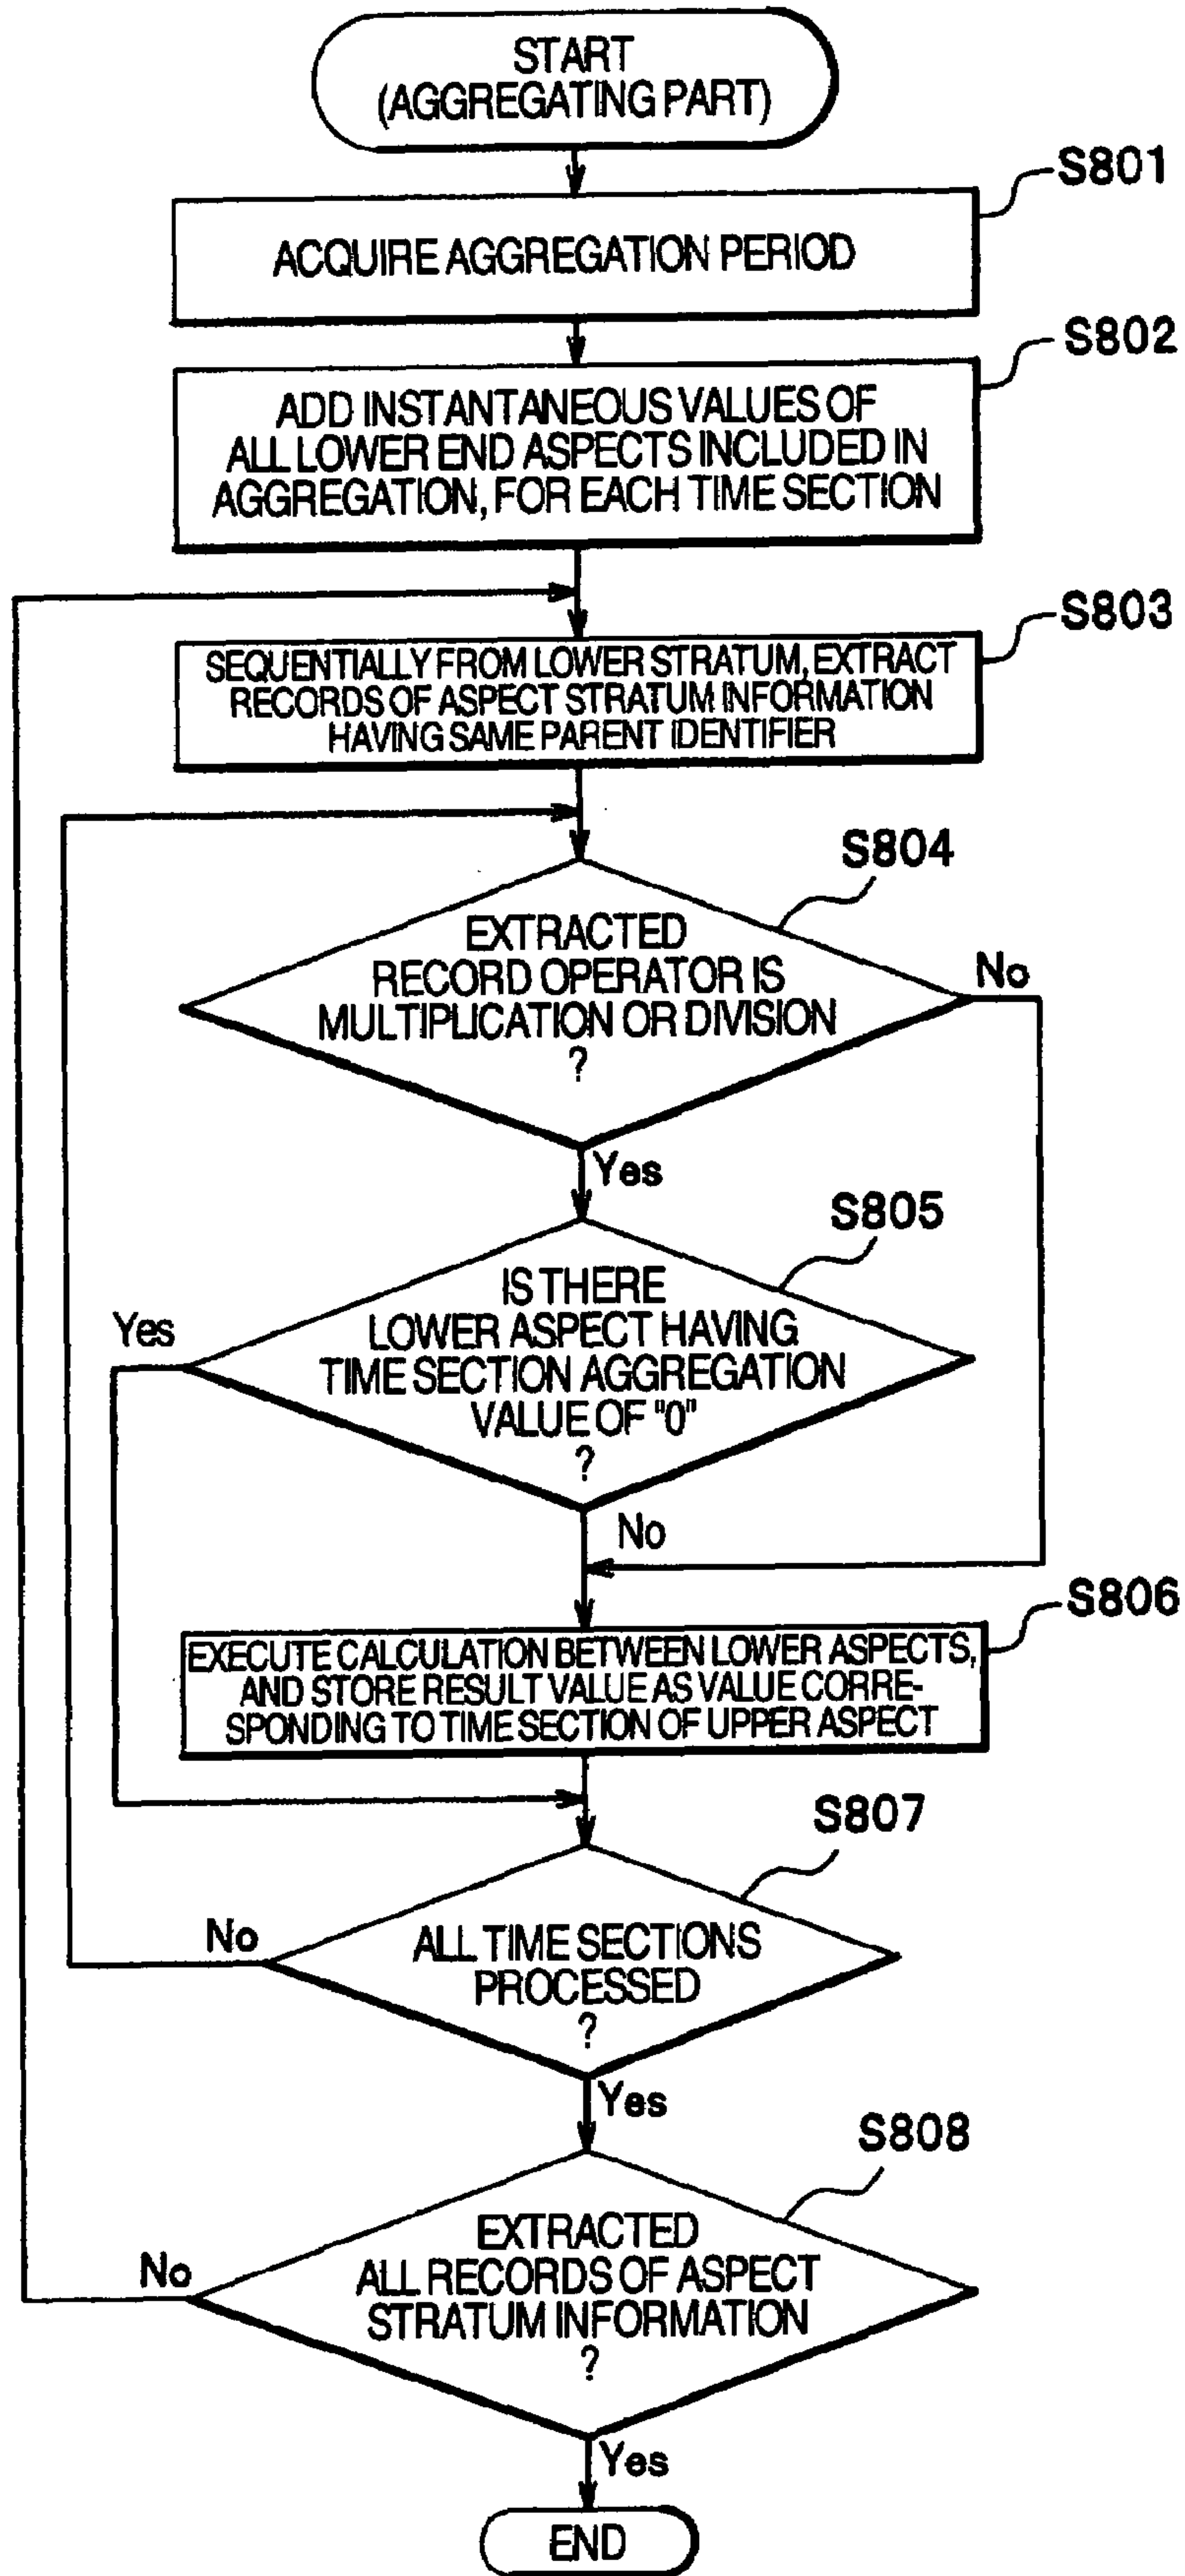 START
(AGGREGATING PART)
S801
ACQUIRE AGGREGATION PERIOD
S802
ADD INSTANTANEOUS VALUES OF
ALL LOWER END ASPECTS INCLUDED IN
AGGREGATION, FOR EACH TIME SECTION
S803
SEQUENTIALLY FROM LOWER STRATUM, EXTRACT
RECORDS OF ASPECT STRATUM INFORMATION
HAVING SAME PARENT IDENTIFIER
S804
EXTRACTED
RECORD OPERATOR IS
MULTIPLICATION OR DIVISION
?
No
Yes
S805
IS THERE
LOWER ASPECT HAVING
TIME SECTION AGGREGATION
VALUE OF "0"
?
Yes
No
S806
EXECUTE CALCULATION BETWEEN LOWER ASPECTS,
AND STORE RESULT VALUE AS VALUE CORRE-
SPONDING TO TIME SECTION OF UPPER ASPECT
S807
ALL TIME SECTIONS
PROCESSED
?
No
Yes
S808
EXTRACTED
ALL RECORDS OF ASPECT
STRATUM INFORMATION
?
No
Yes
END